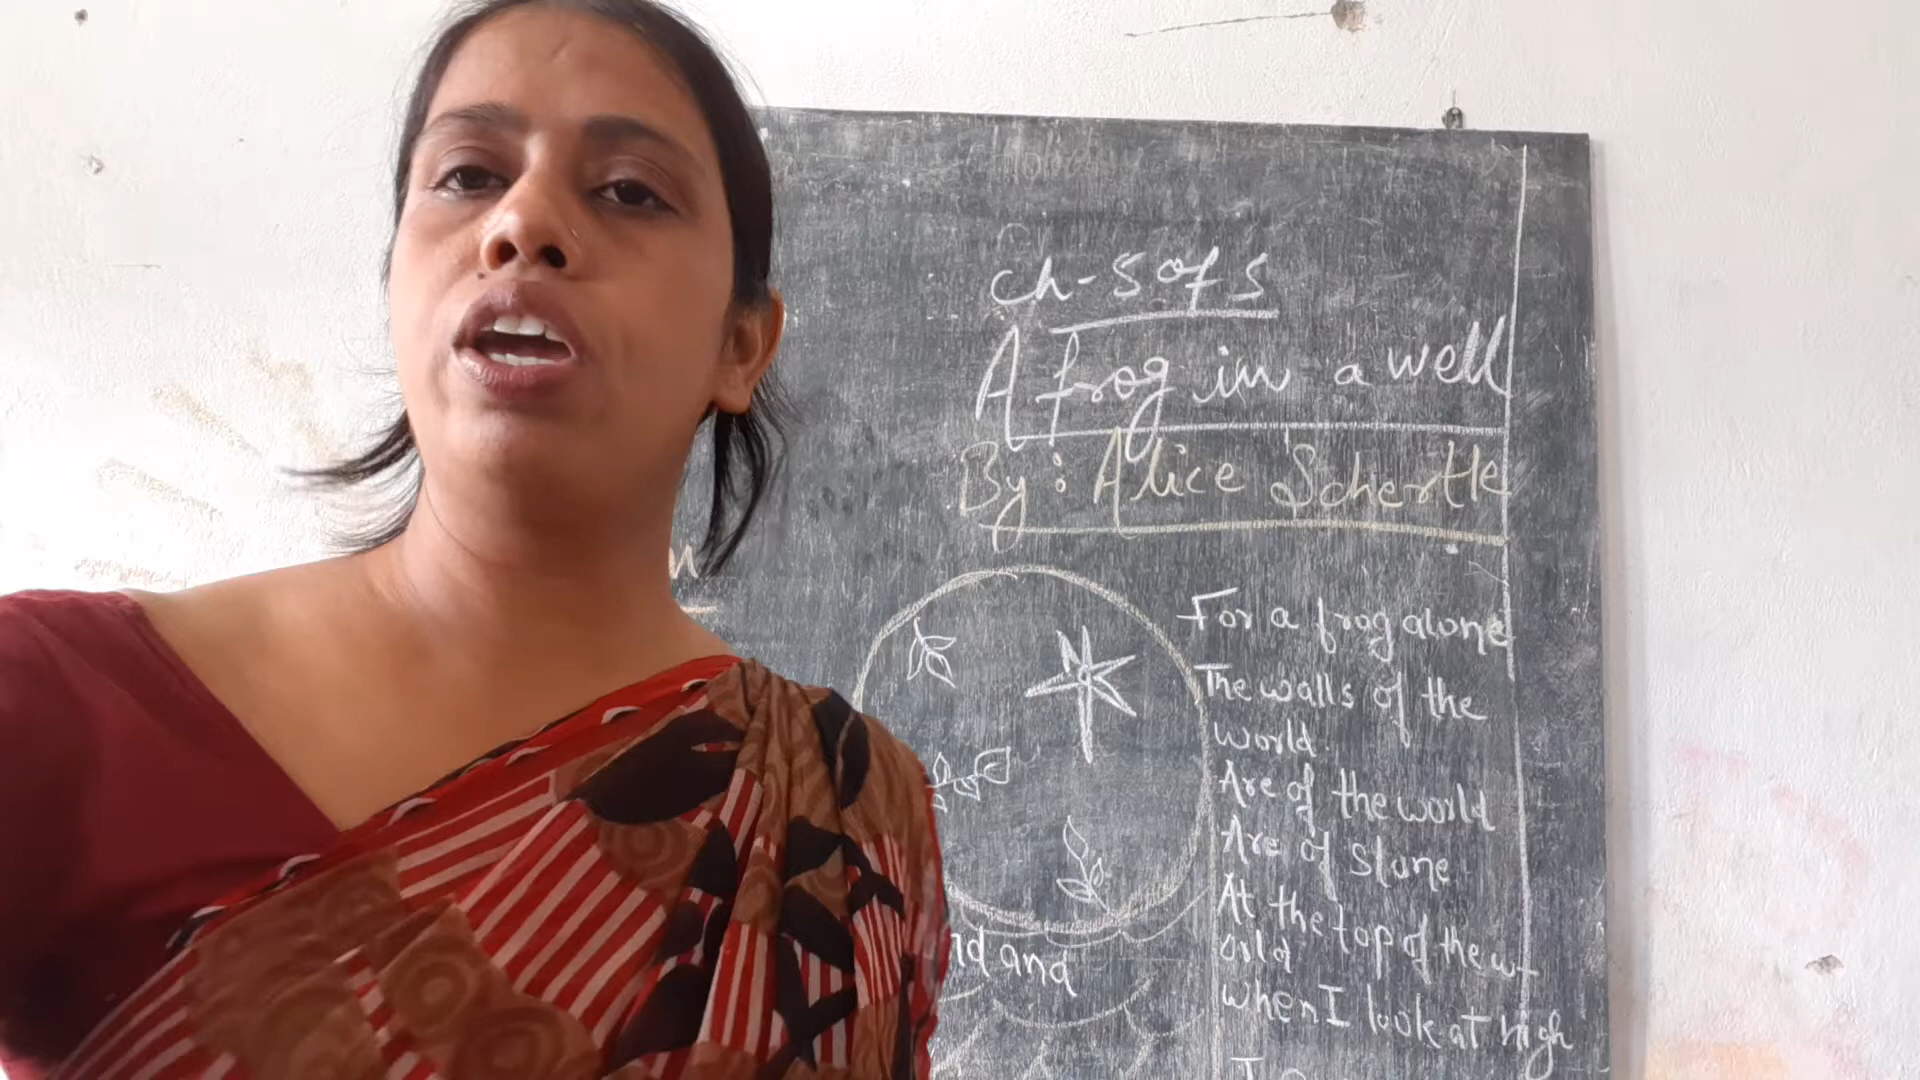 Ch-5 of 5
A frog in a well
By: Alice Schertle
For a frog alone
The walls of the
world.
Are of the world
Are of stone
At the top of the w-
orld
when I look at high
and